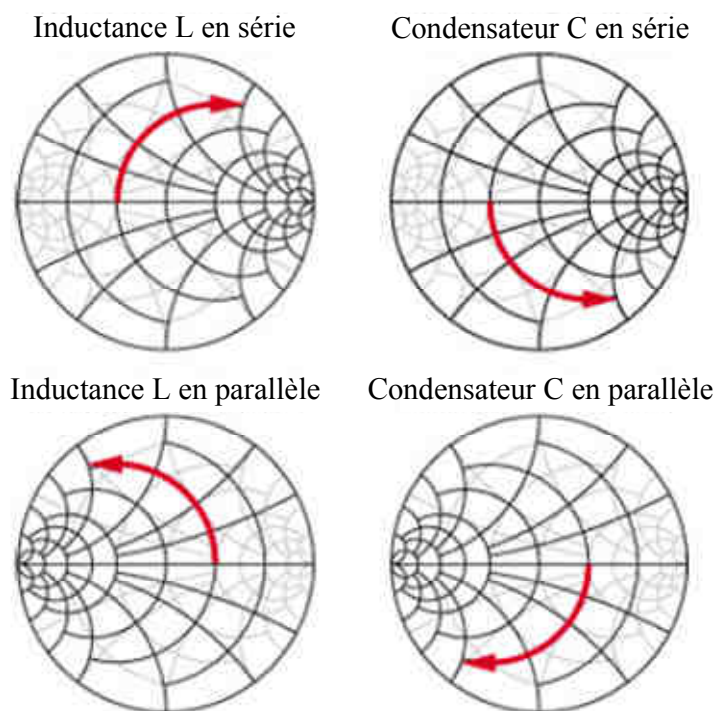 Inductance L en série
Condensateur C en série
Inductance L en parallèle
Condensateur C en parallèle